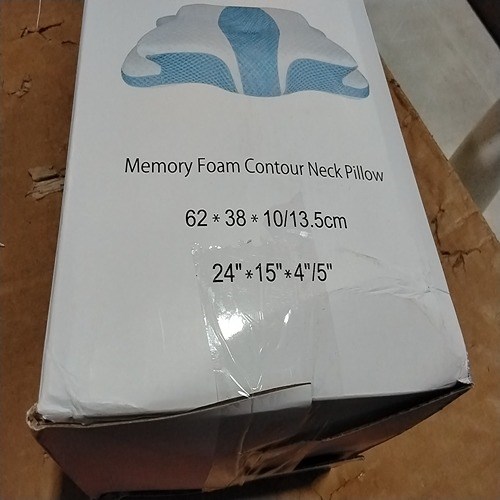 Memory Foam Contour Neck Pillow
62 * 38 * 10/13.5cm
24"*15"*4"/5"